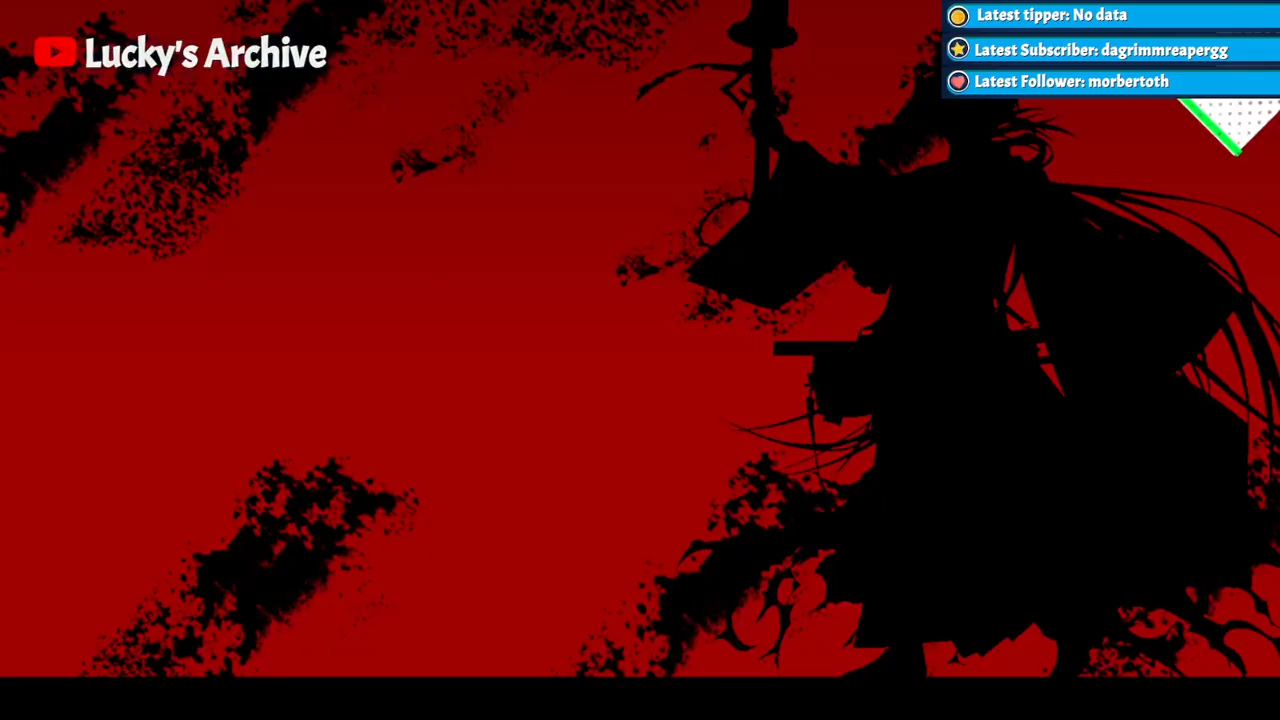 Lucky's Archive
Latest tipper: No data
Latest Subscriber: dagrimmreapergg
Latest Follower: morbertoth